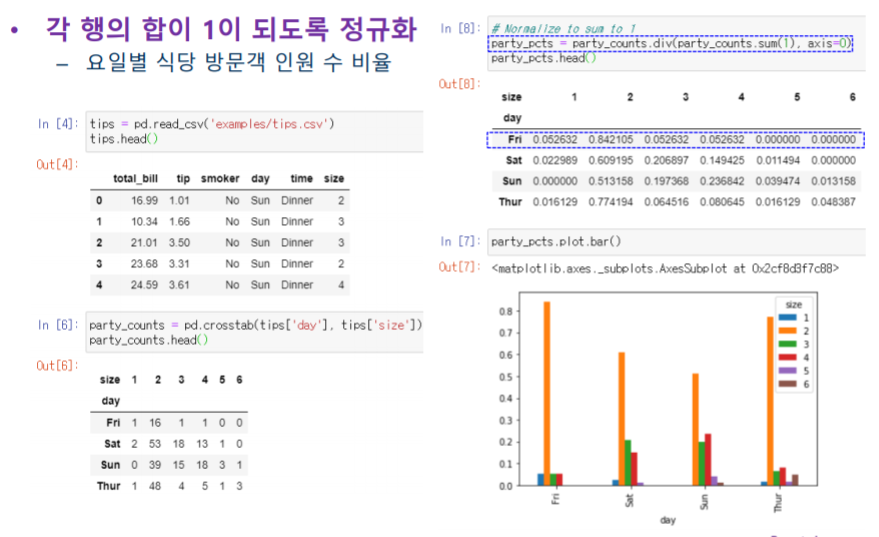 • 각 행의 합이 1이 되도록 정규화
– 요일별 식당 방문객 인원 수 비율
In [4]: tips = pd.read_csv('examples/tips.csv')
tips.head()
Out[4]:
total_bill tip smoker day time size
0 16.99 1.01 No Sun Dinner 2
1 10.34 1.66 No Sun Dinner 3
2 21.01 3.50 No Sun Dinner 3
3 23.68 3.31 No Sun Dinner 2
4 24.59 3.61 No Sun Dinner 4
In [6]: party_counts = pd.crosstab(tips['day'], tips['size'])
party_counts.head()
Out[6]:
size 1 2 3 4 5 6
day
Fri 1 16 1 1 0 0
Sat 2 53 18 13 1 0
Sun 0 39 15 18 3 1
Thur 1 48 4 5 1 3
In [8]: # Normalize to sum to 1
party_pcts = party_counts.div(party_counts.sum(1), axis=0)
party_pcts.head()
Out[8]:
size 1 2 3 4 5 6
day
Fri 0.052632 0.842105 0.052632 0.052632 0.000000 0.000000
Sat 0.022989 0.609195 0.206897 0.149425 0.011494 0.000000
Sun 0.000000 0.513158 0.197368 0.236842 0.039474 0.013158
Thur 0.016129 0.774194 0.064516 0.080645 0.016129 0.048387
In [7]: party_pcts.plot.bar()
Out[7]: <matplotlib.axes._subplots.AxesSubplot at 0x2cf8d3f7c88>
size
1
2
3
4
5
6
0.8
0.7
0.6
0.5
0.4
0.3
0.2
0.1
0.0
Fri Sat Sun Thur
day